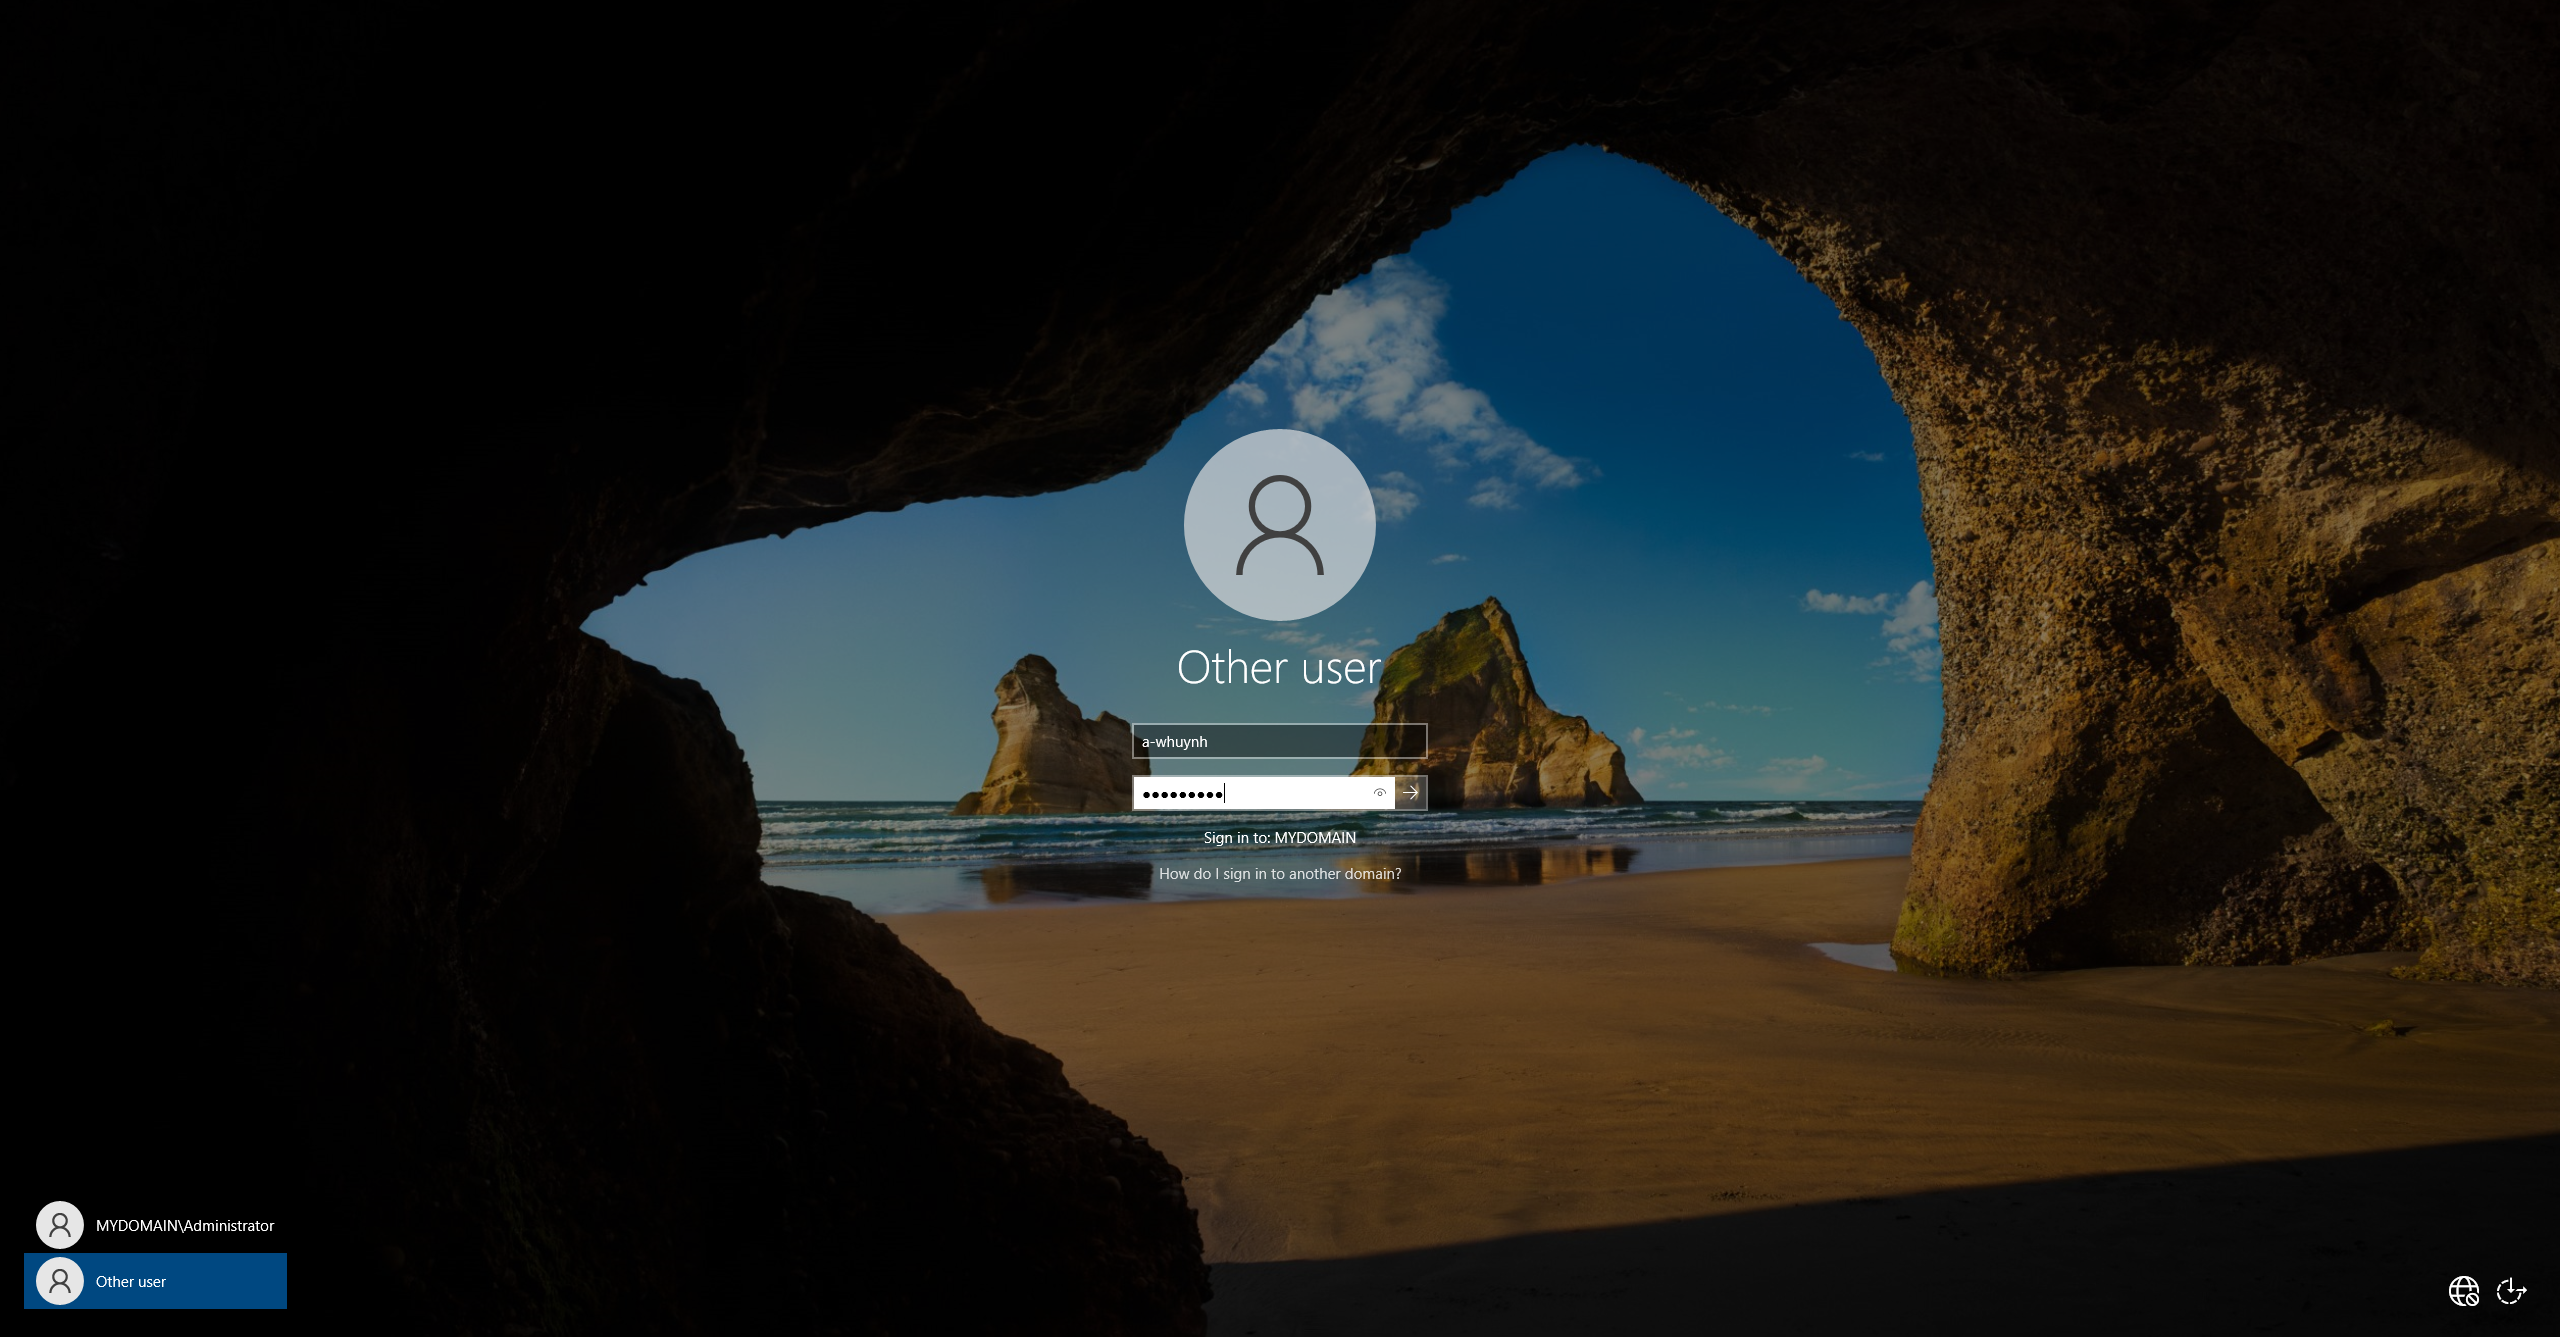 Other user
a-whuynh
●●●●●●●●●
Sign in to: MYDOMAIN
How do I sign in to another domain?
MYDOMAIN\Administrator
Other user